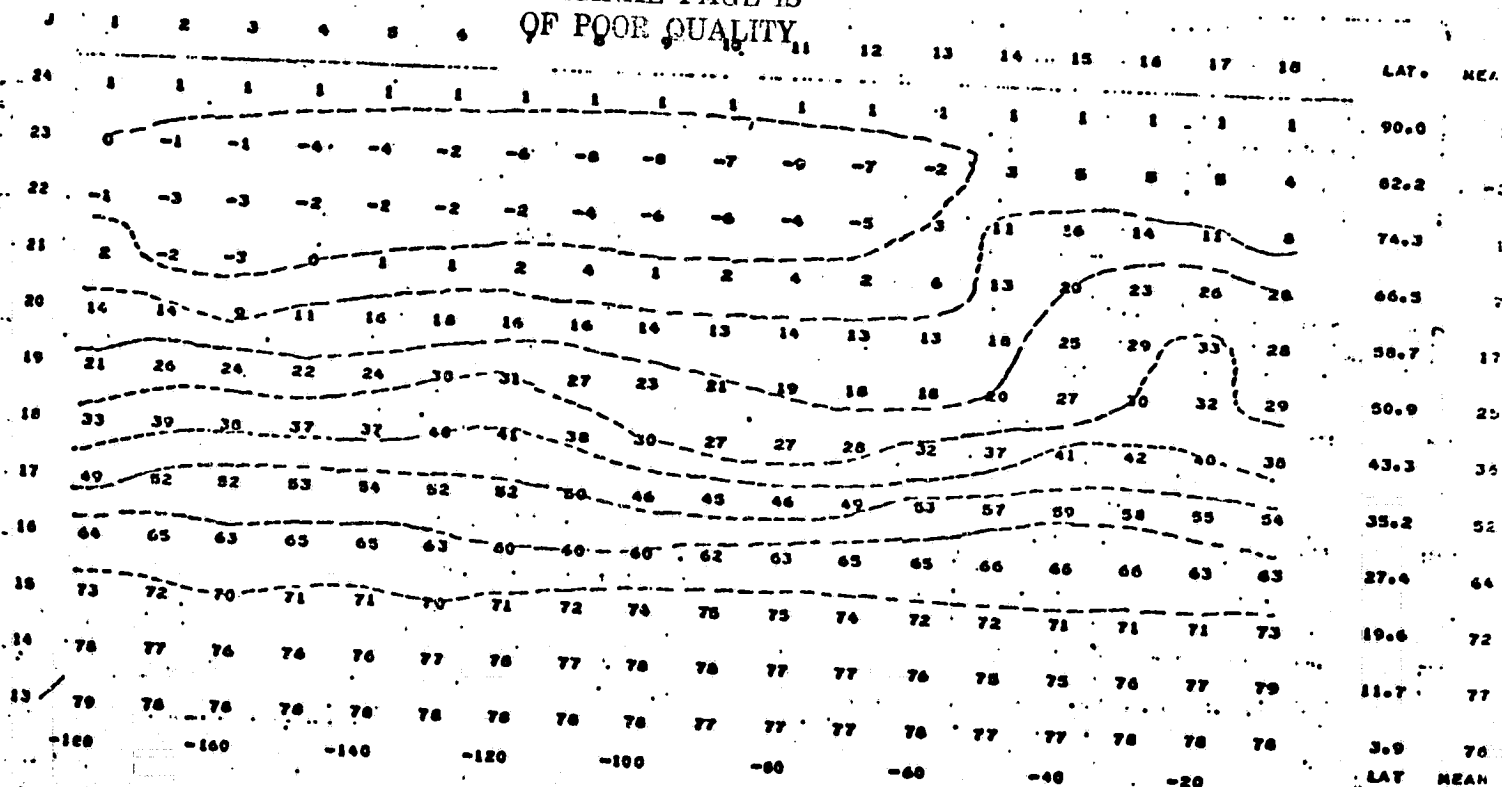 PAGE IS
OF POOR QUALITY
J 1 2 3 4 5 6 7 8 9 10 11 12 13 14 15 16 17 18 LAT. MEA
24 1 1 1 1 1 1 1 1 1 1 1 1 1 1 1 1 1 1 90.0
23 0 -1 -1 -4 -4 -2 -6 -8 -8 -7 -9 -7 -2 3 5 5 5 4 82.2
22 -1 -3 -3 -2 -2 -2 -2 -4 -6 -6 -4 -5 3 11 16 14 11 8 74.3
21 2 -2 -3 0 1 1 2 4 1 2 4 2 6 13 20 23 26 28 66.5
20 14 14 9 11 16 18 16 16 14 13 14 13 13 18 25 29 33 28 58.7 17
19 21 26 24 22 24 30 31 27 23 21 19 18 18 20 27 30 32 29 50.9 25
18 33 39 38 37 37 40 41 38 30 27 27 28 32 37 41 42 40 38 43.3 36
17 49 52 52 53 54 52 52 50 46 45 46 49 53 57 59 58 55 54 35.2 52
16 64 65 63 65 65 63 60 60 60 62 63 65 65 66 66 66 63 63 27.4 64
15 73 72 70 71 71 70 71 72 74 75 75 74 72 72 71 71 71 73 19.6 72
14 78 77 76 76 76 77 78 77 78 78 77 77 76 75 75 76 77 79 11.7 77
13 79 78 78 78 78 78 78 78 78 77 77 77 78 77 77 78 78 78 3.9 78
-180 -160 -140 -120 -100 -80 -60 -40 -20 LAT MEAN